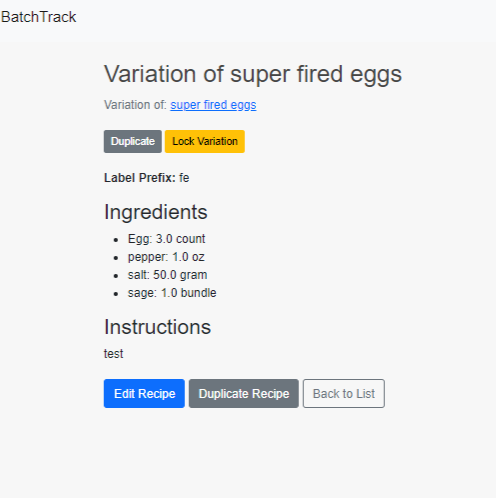 BatchTrack
Variation of super fired eggs
Variation of: super fired eggs
Duplicate Lock Variation
Label Prefix: fe
Ingredients
• Egg: 3.0 count
• pepper: 1.0 oz
• salt: 50.0 gram
• sage: 1.0 bundle
Instructions
test
Edit Recipe Duplicate Recipe Back to List